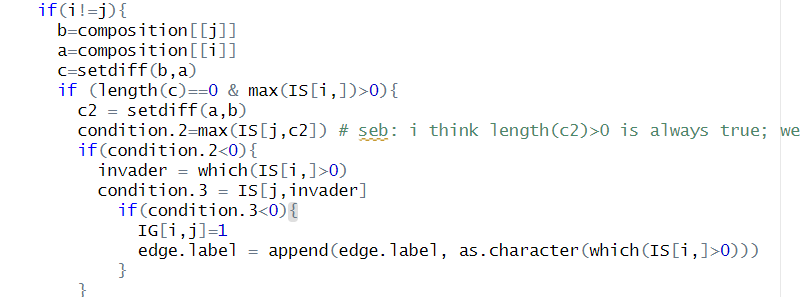 if(i!=j){
b=composition[[j]]
a=composition[[i]]
c=setdiff(b,a)
if (length(c)==0 & max(IS[i,])>0){
c2 = setdiff(a,b)
condition.2=max(IS[j,c2]) # seb: i think length(c2)>0 is always true; we
if(condition.2<0){
invader = which(IS[i,]>0)
condition.3 = IS[j,invader]
if(condition.3<0){
IG[i,j]=1
edge.label = append(edge.label, as.character(which(IS[i,]>0)))
}
}